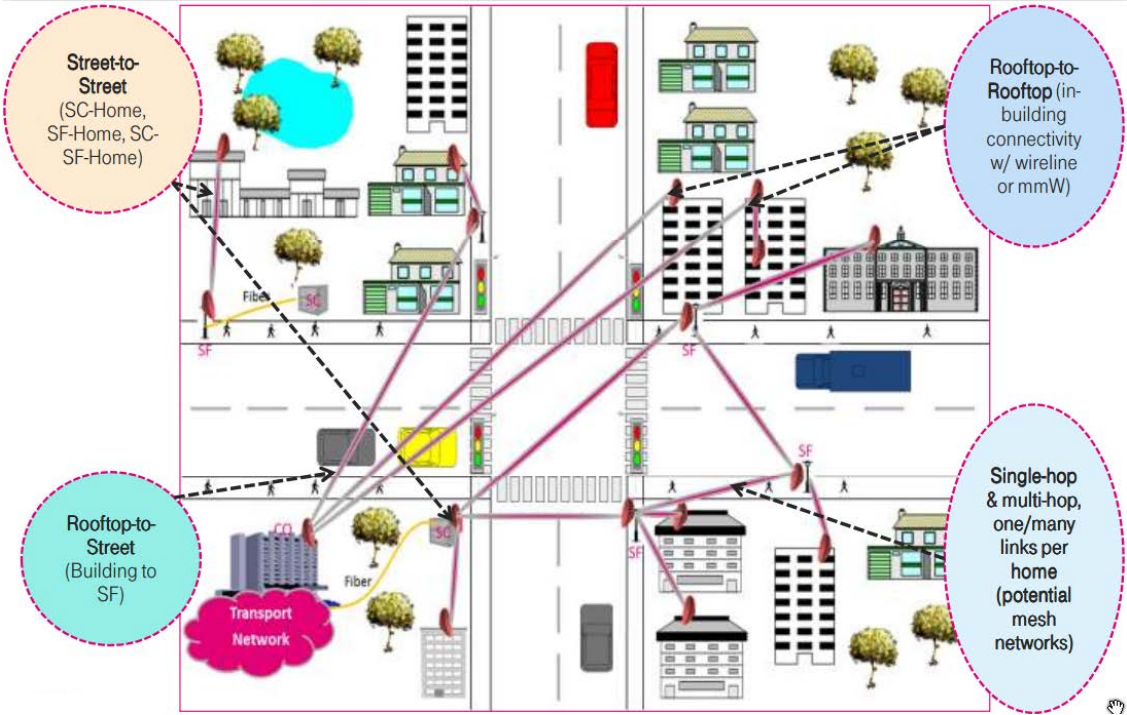 Street-to-
Street
(SC-Home,
SF-Home, SC-
SF-Home)
Rooftop-to-
Rooftop (in-
building
connectivity
w/ wireline
or mmW)
Fiber
SC
SF
SF
SF
Rooftop-to-
Street
(Building to
SF)
CO
SC
SF
Fiber
Transport
Network
Single-hop
& multi-hop,
one/many
links per
home
(potential
mesh
networks)